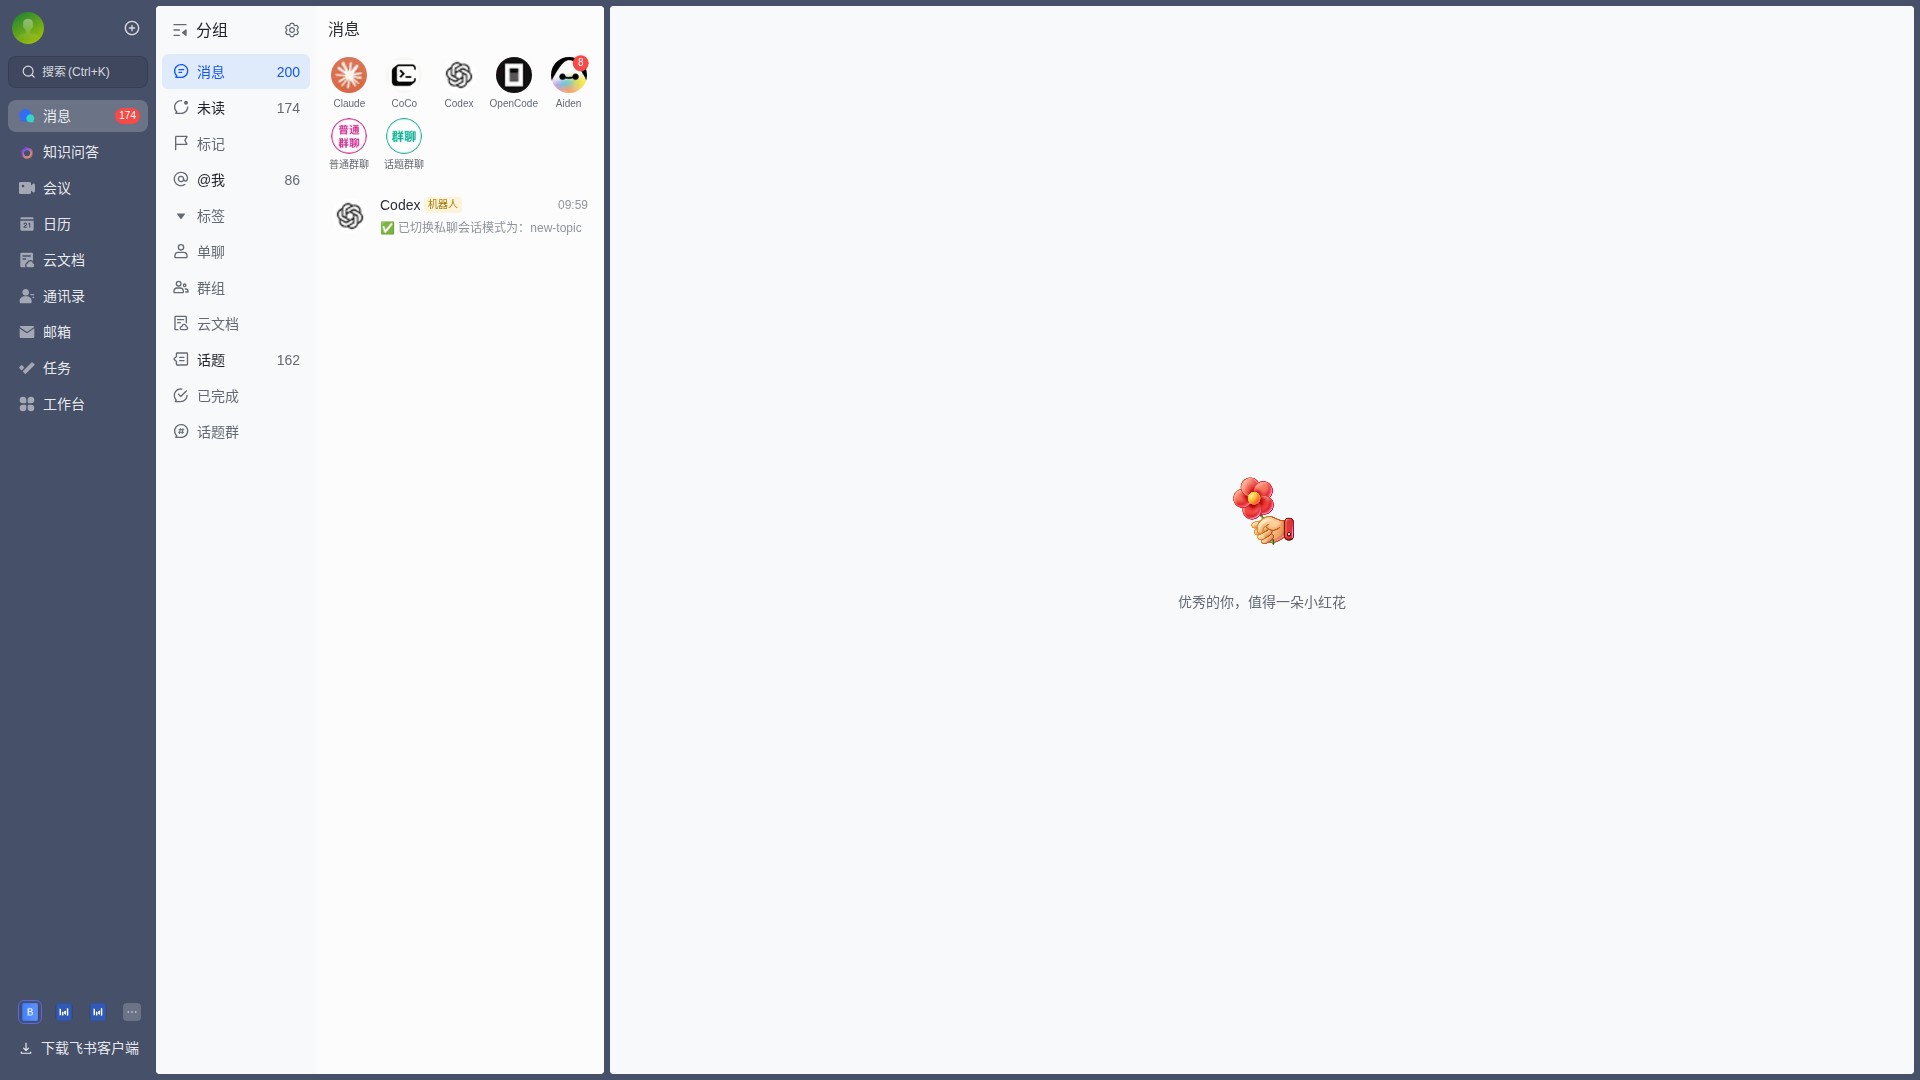 搜索 (Ctrl+K)
消息 174
知识问答
会议
日历
云文档
通讯录
邮箱
任务
工作台
B
下载飞书客户端
分组
消息 200
未读 174
标记
@我 86
标签
单聊
群组
云文档
话题 162
已完成
话题群
消息
8
Claude CoCo Codex OpenCode Aiden
普通
群聊
群聊
普通群聊 话题群聊
Codex 机器人 09:59
✅ 已切换私聊会话模式为：new-topic
优秀的你，值得一朵小红花